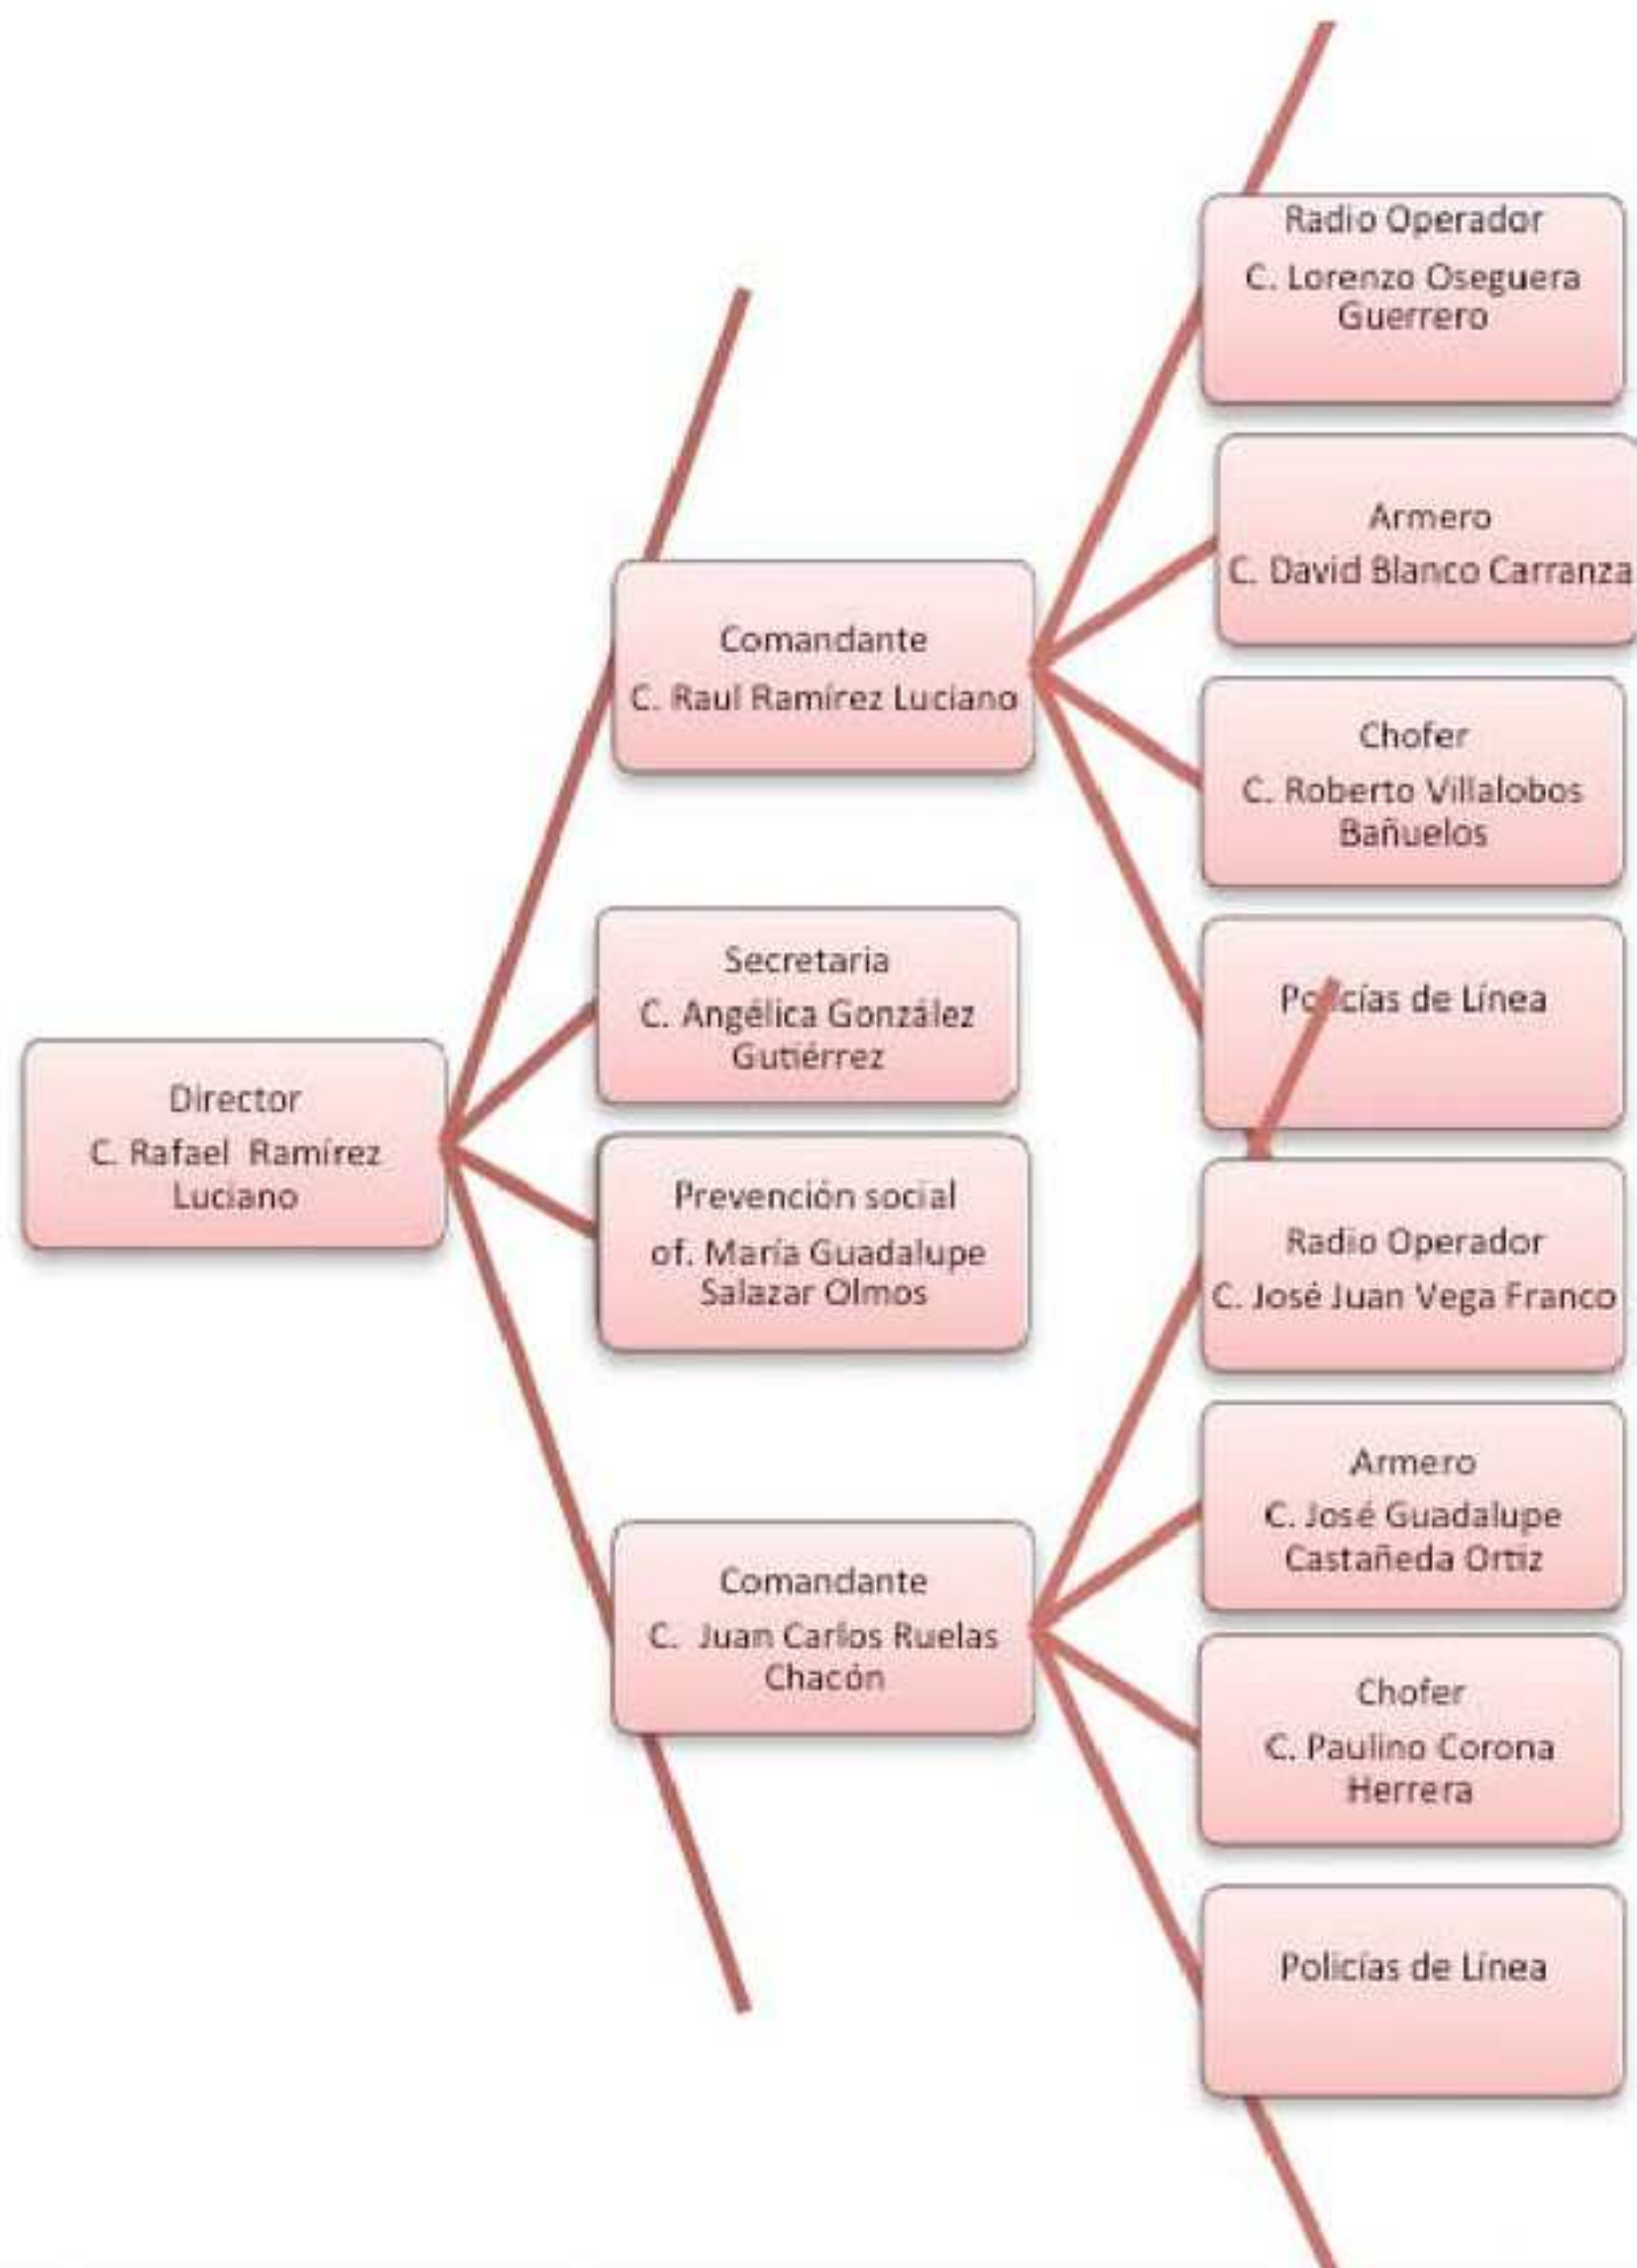 Director
C. Rafael  Ramírez
Luciano
Comandante
C. Raul Ramírez Luciano
Secretaria
C. Angélica González
Gutiérrez
Prevención social
of. María Guadalupe
Salazar Olmos
Comandante
C.  Juan Carlos Ruelas
Chacón
Radio Operador
C. Lorenzo Oseguera
Guerrero
Armero
C. David Blanco Carranza
Chofer
C. Roberto Villalobos
Bañuelos
Policías de Línea
Radio Operador
C. José Juan Vega Franco
Armero
C. José Guadalupe
Castañeda Ortiz
Chofer
C. Paulino Corona
Herrera
Policías de Línea